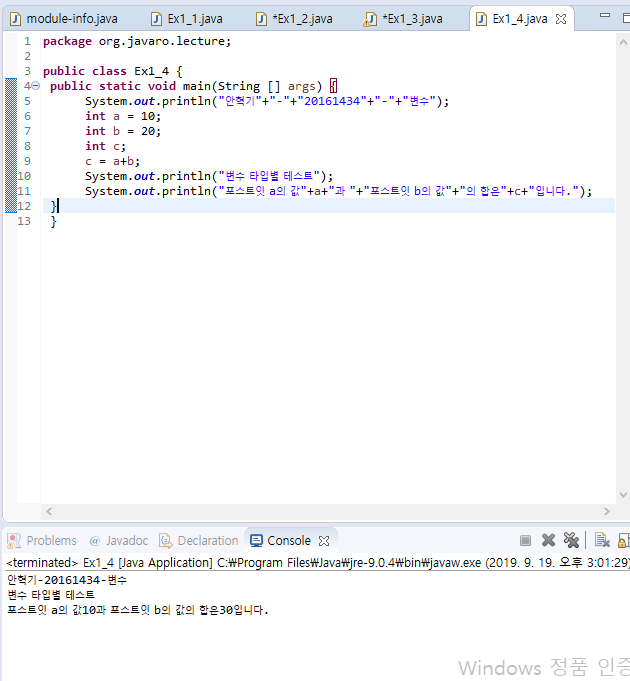 module-info.java Ex1_1.java *Ex1_2.java *Ex1_3.java Ex1_4.java
1 package org.javaro.lecture;
2
3 public class Ex1_4 {
4 public static void main(String [] args) {
5 System.out.println("안혁기"+"-"+"20161434"+"-"+"변수");
6 int a = 10;
7 int b = 20;
8 int c;
9 c = a+b;
10 System.out.println("변수 타입별 테스트");
11 System.out.println("포스트잇 a의 값"+a+"과 "+"포스트잇 b의 값"+"의 합은"+c+"입니다.");
12 }
13 }
Problems @ Javadoc Declaration Console
<terminated> Ex1_4 [Java Application] C:₩Program Files₩Java₩jre-9.0.4₩bin₩javaw.exe (2019. 9. 19. 오후 3:01:29)
안혁기-20161434-변수
변수 타입별 테스트
포스트잇 a의 값10과 포스트잇 b의 값의 합은30입니다.
Windows 정품 인증